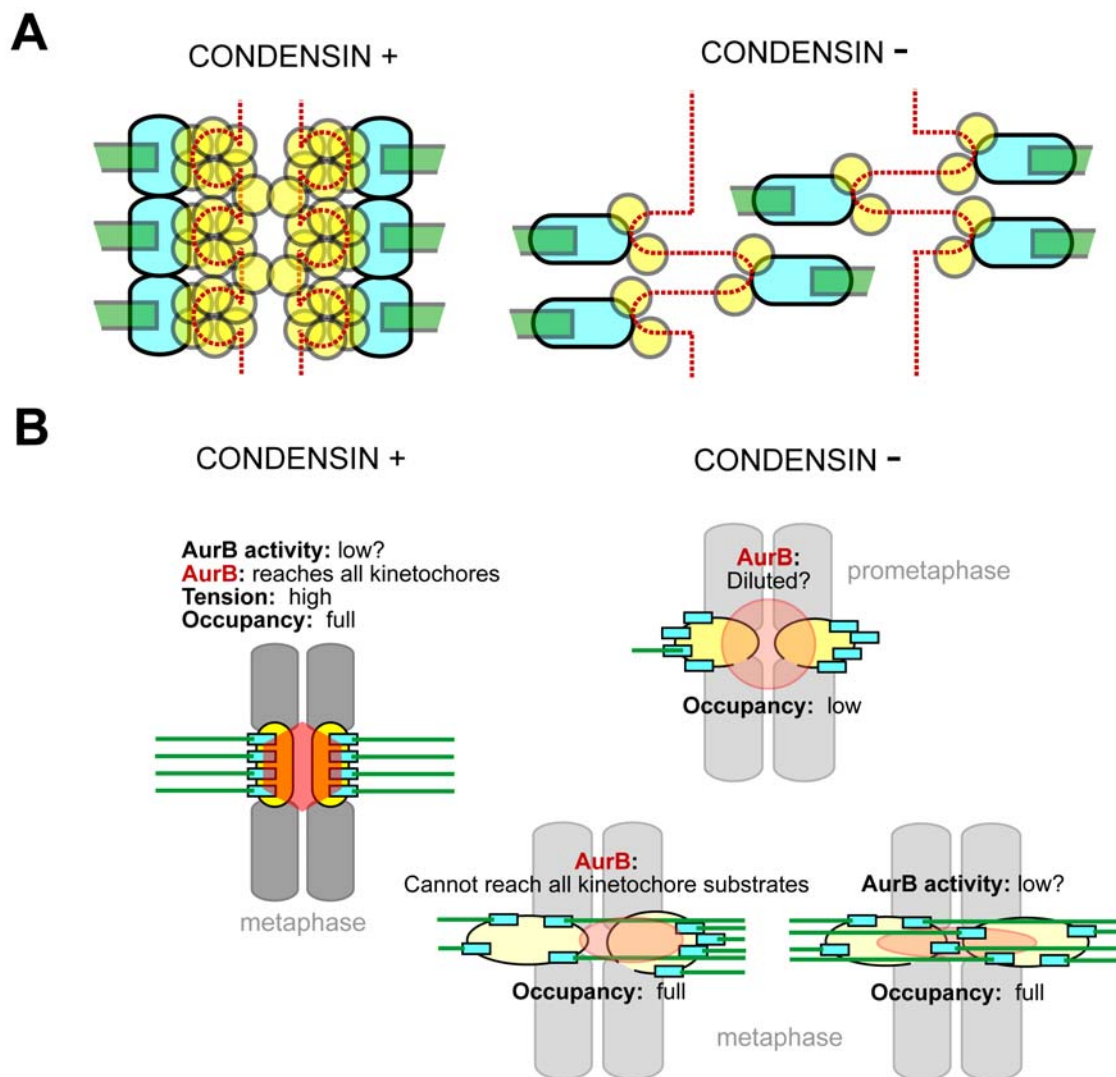 A
CONDENSIN +
CONDENSIN -
B
CONDENSIN +
CONDENSIN -
AurB activity: low?
AurB: reaches all kinetochores
Tension: high
Occupancy: full
metaphase
AurB:
Diluted?
prometaphase
Occupancy: low
AurB:
Cannot reach all kinetochore substrates
Occupancy: full
AurB activity: low?
Occupancy: full
metaphase